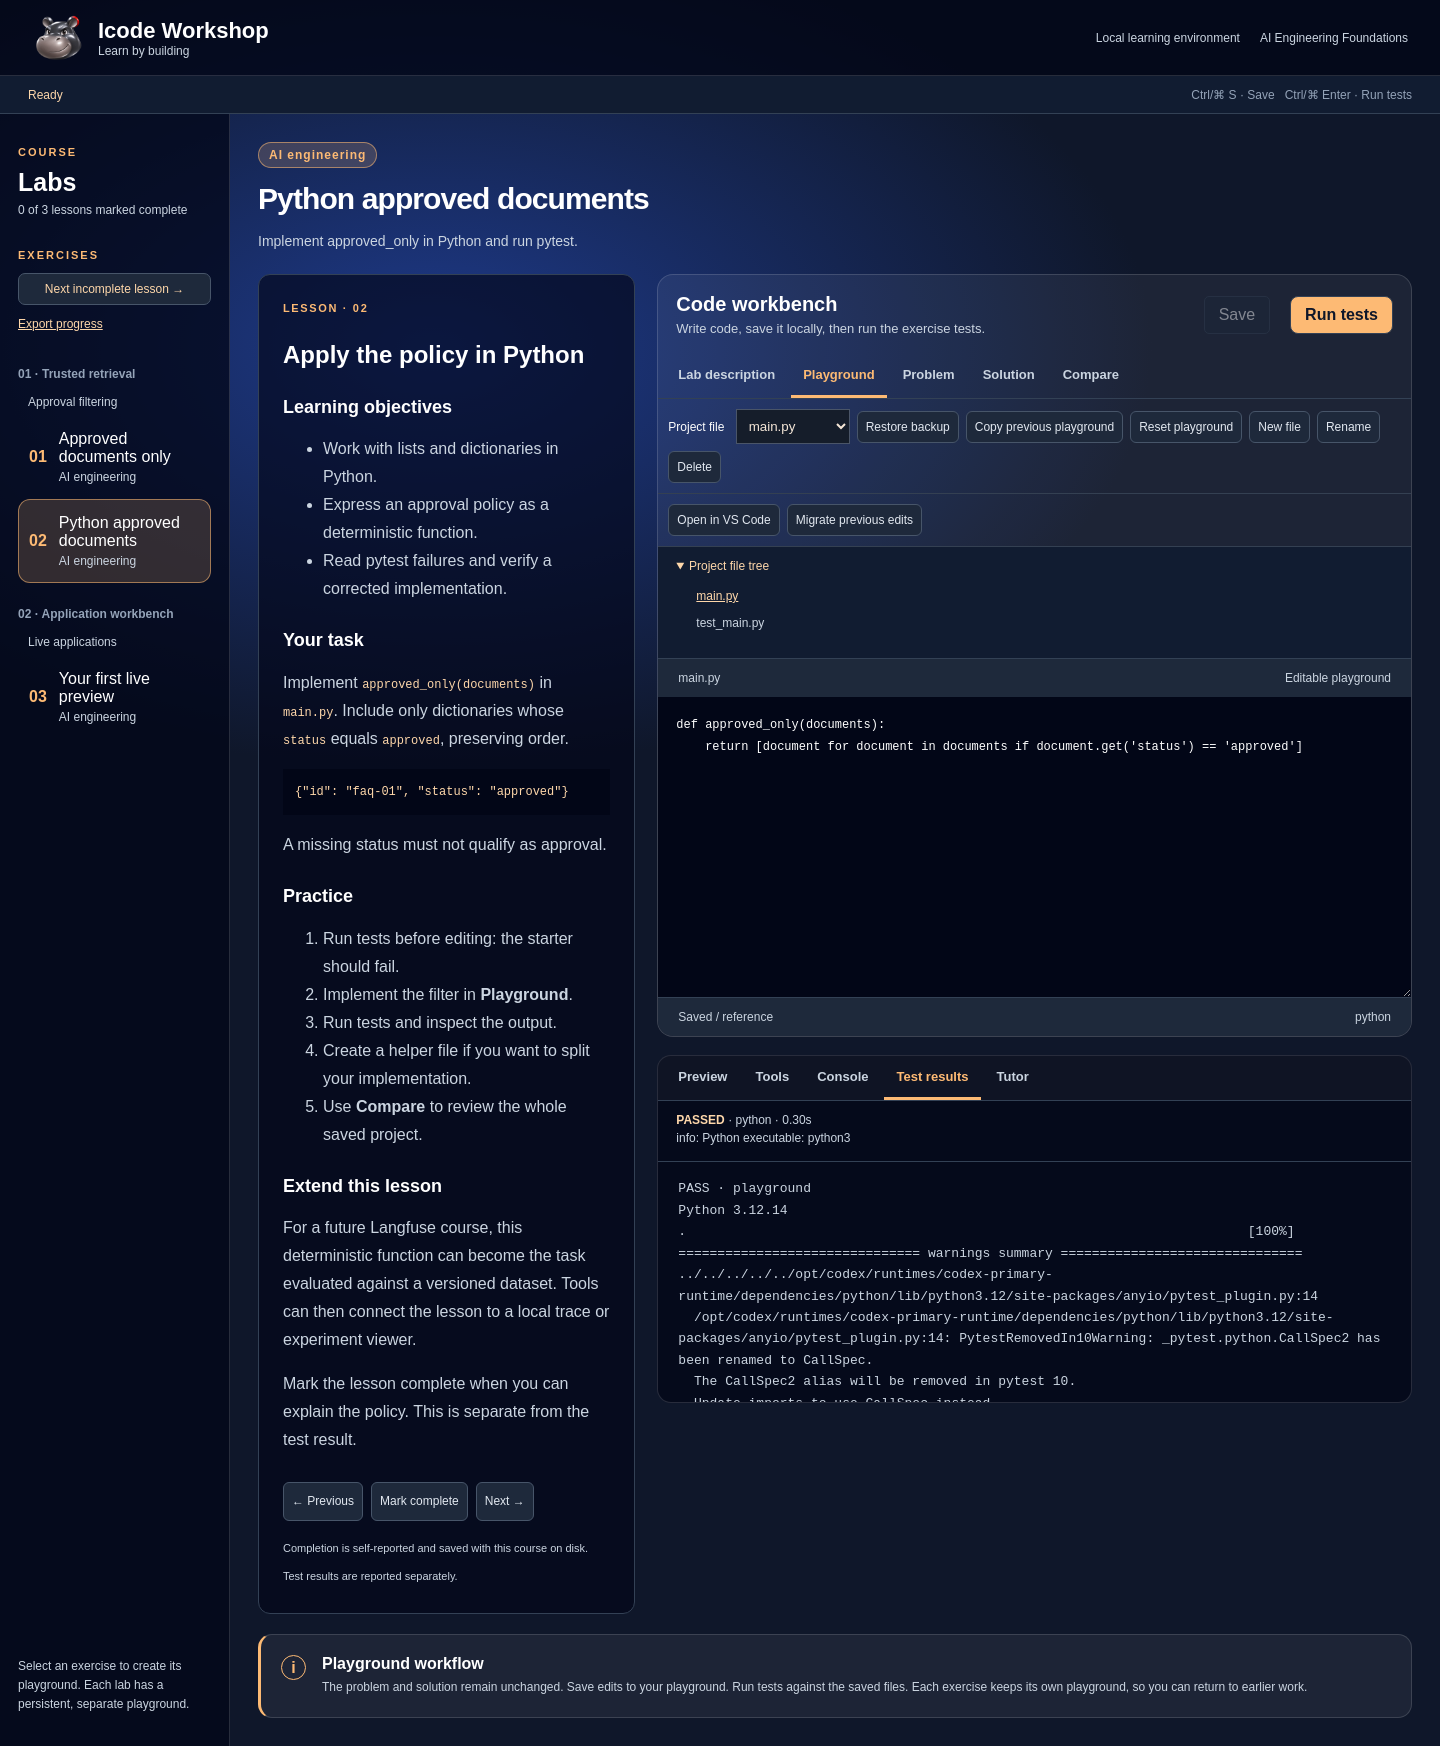 Icode Workshop
Learn by building
Local learning environment
AI Engineering Foundations
Ready
Ctrl/⌘ S · Save
Ctrl/⌘ Enter · Run tests
COURSE
Labs
0 of 3 lessons marked complete
EXERCISES
Next incomplete lesson →
Export progress
01 · Trusted retrieval
Approval filtering
01
Approved
documents only
AI engineering
02
Python approved
documents
AI engineering
02 · Application workbench
Live applications
03
Your first live
preview
AI engineering
Select an exercise to create its
playground. Each lab has a
persistent, separate playground.
AI engineering
Python approved documents
Implement approved_only in Python and run pytest.
LESSON · 02
Apply the policy in Python
Learning objectives
• Work with lists and dictionaries in
Python.
• Express an approval policy as a
deterministic function.
• Read pytest failures and verify a
corrected implementation.
Your task
Implement approved_only(documents) in
main.py. Include only dictionaries whose
status equals approved, preserving order.
{"id": "faq-01", "status": "approved"}
A missing status must not qualify as approval.
Practice
1. Run tests before editing: the starter
should fail.
2. Implement the filter in Playground.
3. Run tests and inspect the output.
4. Create a helper file if you want to split
your implementation.
5. Use Compare to review the whole
saved project.
Extend this lesson
For a future Langfuse course, this
deterministic function can become the task
evaluated against a versioned dataset. Tools
can then connect the lesson to a local trace or
experiment viewer.
Mark the lesson complete when you can
explain the policy. This is separate from the
test result.
← Previous
Mark complete
Next →
Completion is self-reported and saved with this course on disk.
Test results are reported separately.
Code workbench
Write code, save it locally, then run the exercise tests.
Save
Run tests
Lab description
Playground
Problem
Solution
Compare
Project file
main.py
Restore backup
Copy previous playground
Reset playground
New file
Rename
Delete
Open in VS Code
Migrate previous edits
▼ Project file tree
main.py
test_main.py
main.py
Editable playground
def approved_only(documents):
    return [document for document in documents if document.get('status') == 'approved']
Saved / reference
python
Preview
Tools
Console
Test results
Tutor
PASSED · python · 0.30s
info: Python executable: python3
PASS · playground
Python 3.12.14
. [100%]
=============================== warnings summary ===============================
../../../../../opt/codex/runtimes/codex-primary-
runtime/dependencies/python/lib/python3.12/site-packages/anyio/pytest_plugin.py:14
  /opt/codex/runtimes/codex-primary-runtime/dependencies/python/lib/python3.12/site-
packages/anyio/pytest_plugin.py:14: PytestRemovedIn10Warning: _pytest.python.CallSpec2 has
been renamed to CallSpec.
  The CallSpec2 alias will be removed in pytest 10.
  Update imports to use CallSpec instead
i
Playground workflow
The problem and solution remain unchanged. Save edits to your playground. Run tests against the saved files. Each exercise keeps its own playground, so you can return to earlier work.